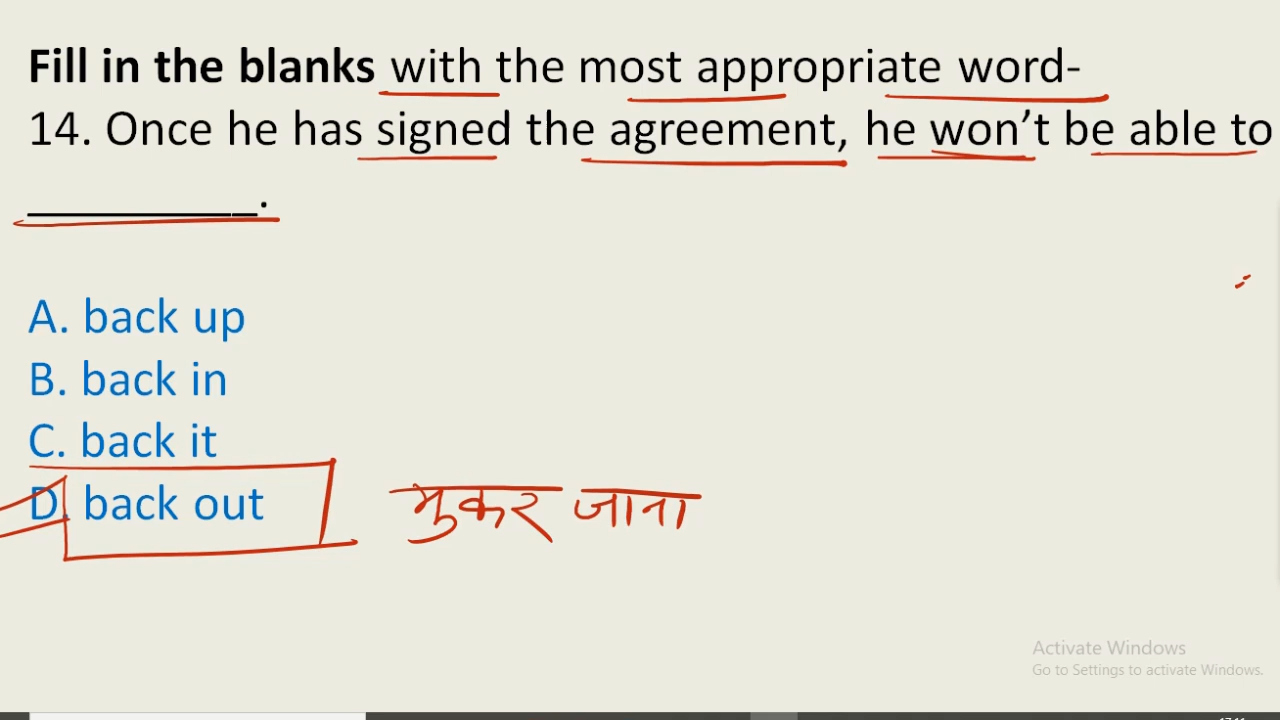 Fill in the blanks with the most appropriate word-
14. Once he has signed the agreement, he won't be able to
__________.
A. back up
B. back in
C. back it
D. back out
मुकर जाना
Activate Windows
Go to Settings to activate Windows.